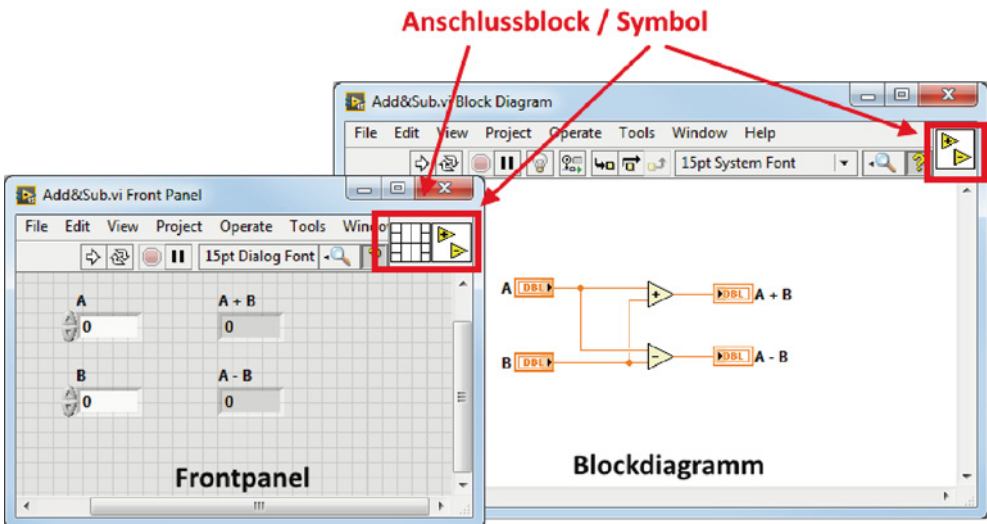 Anschlussblock / Symbol
Add&Sub.vi Block Diagram
File Edit View Project Operate Tools Window Help
15pt System Font
Add&Sub.vi Front Panel
File Edit View Project Operate Tools
15pt Dialog Font
A
0
A + B
0
B
0
A - B
0
Frontpanel
A DBL
DBL A + B
B DBL
DBL A - B
Blockdiagramm